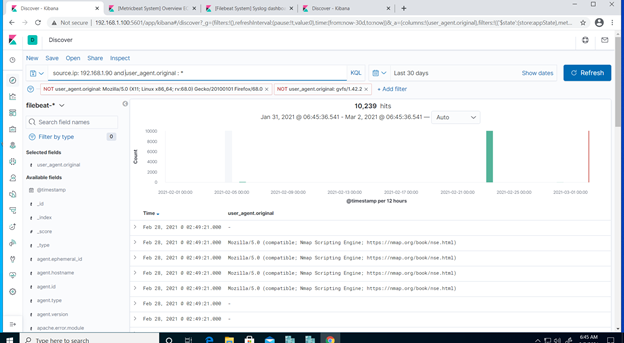 Discover - Kibana
[Metricbeat System] Overview E
[Filebeat System] Syslog dashbo
Discover - Kibana
Not secure | 192.168.1.100:5601/app/kibana#/discover?_g=(filters:!(),refreshInterval:(pause:!t,value:0),time:(from:now-30d,to:now))&_a=(columns:!(user_agent.original),filters:!(('$state':(store:appState),met...
Discover
New Save Open Share Inspect
source.ip: 192.168.1.90 and user_agent.original : *
KQL
Last 30 days
Show dates
Refresh
NOT user_agent.original: Mozilla/5.0 (X11; Linux x86_64; rv:68.0) Gecko/20100101 Firefox/68.0 ×
NOT user_agent.original: gvfs/1.42.2 ×
+ Add filter
filebeat-*
Search field names
Filter by type 0
Selected fields
t user_agent.original
Available fields
@timestamp
t _id
t _index
# _score
t _type
t agent.ephemeral_id
t agent.hostname
t agent.id
t agent.type
t agent.version
t apache.error.module
10,239 hits
Jan 31, 2021 @ 06:45:36.541 - Mar 2, 2021 @ 06:45:36.541 —
Auto
Count
10000
8000
6000
4000
2000
0
2021-02-01 00:00
2021-02-05 00:00
2021-02-09 00:00
2021-02-13 00:00
2021-02-17 00:00
2021-02-21 00:00
2021-02-25 00:00
2021-03-01 00:00
@timestamp per 12 hours
Time
user_agent.original
Feb 28, 2021 @ 02:49:21.000 -
Feb 28, 2021 @ 02:49:21.000 Mozilla/5.0 (compatible; Nmap Scripting Engine; https://nmap.org/book/nse.html)
Feb 28, 2021 @ 02:49:21.000 Mozilla/5.0 (compatible; Nmap Scripting Engine; https://nmap.org/book/nse.html)
Feb 28, 2021 @ 02:49:21.000 Mozilla/5.0 (compatible; Nmap Scripting Engine; https://nmap.org/book/nse.html)
Feb 28, 2021 @ 02:49:21.000 Mozilla/5.0 (compatible; Nmap Scripting Engine; https://nmap.org/book/nse.html)
Feb 28, 2021 @ 02:49:21.000 -
Feb 28, 2021 @ 02:49:21.000 -
Type here to search
6:45 AM